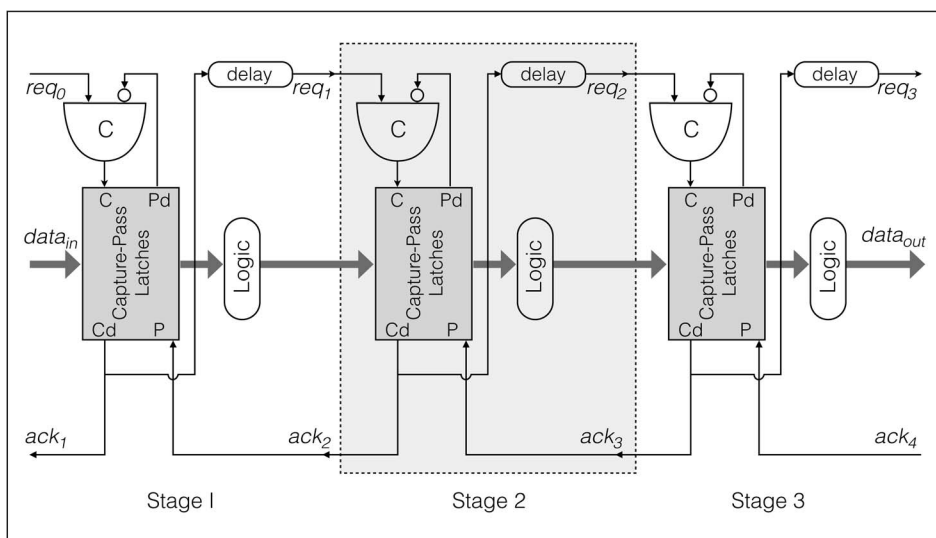 delay
delay
delay
req0
req1
req2
req3
C
C
C
C Pd
C Pd
C Pd
datain
Capture-Pass
Latches
Logic
Capture-Pass
Latches
Logic
Capture-Pass
Latches
Logic
dataout
Cd P
Cd P
Cd P
ack1
ack2
ack3
ack4
Stage I
Stage 2
Stage 3